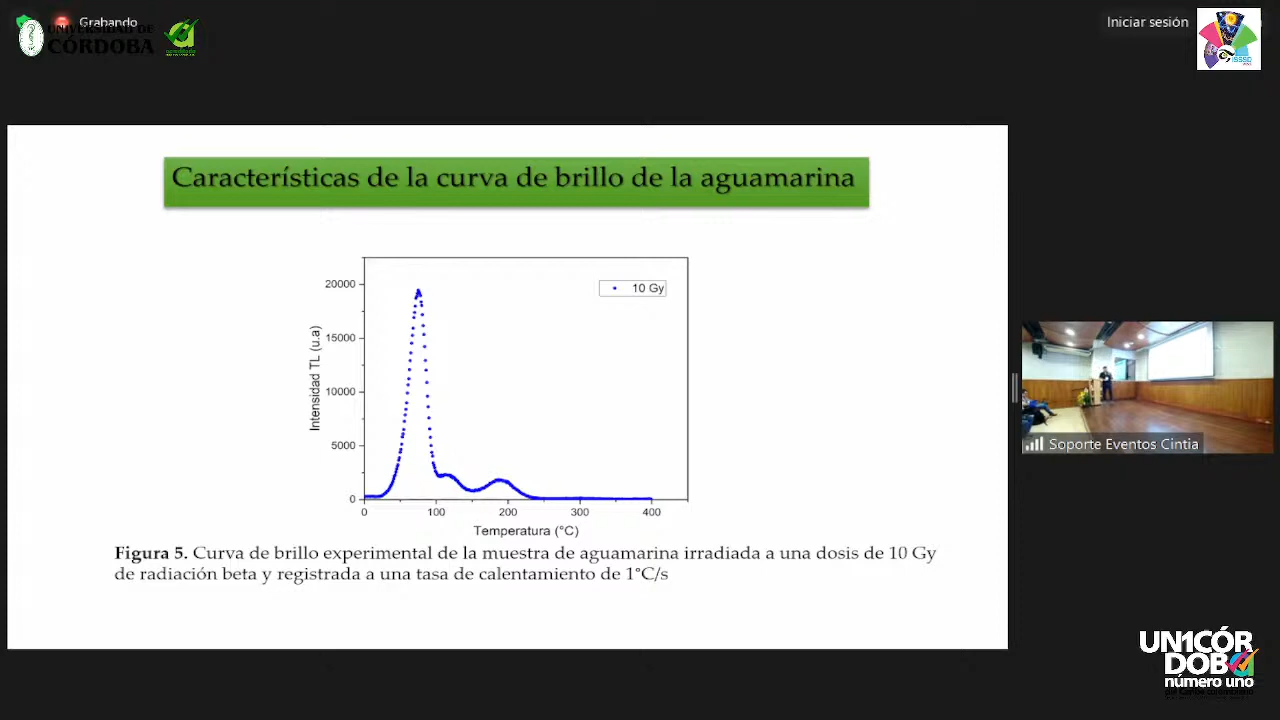 Grabando
UNIVERSIDAD DE
CÓRDOBA
Iniciar sesión
Características de la curva de brillo de la aguamarina
10 Gy
20000
15000
10000
5000
0
Intensidad TL (u.a)
0 100 200 300 400
Temperatura (°C)
Figura 5. Curva de brillo experimental de la muestra de aguamarina irradiada a una dosis de 10 Gy
de radiación beta y registrada a una tasa de calentamiento de 1°C/s
Soporte Eventos Cintia
UN1CÓR
DOBA
número uno